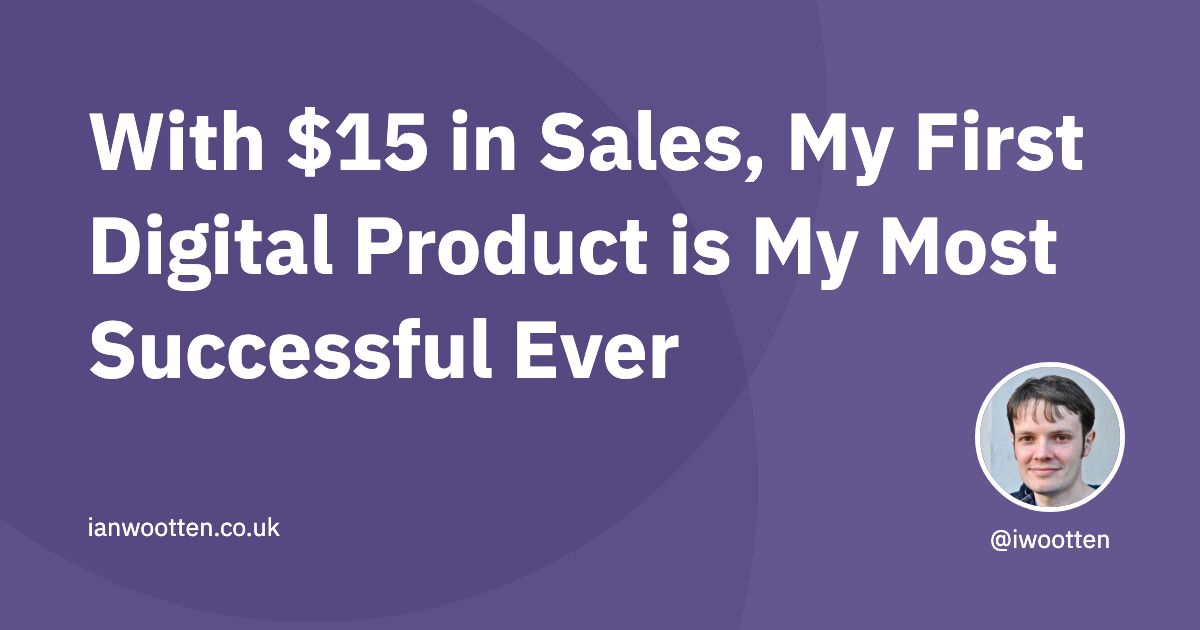 With $15 in Sales, My First
Digital Product is My Most
Successful Ever
ianwootten.co.uk
@iwootten